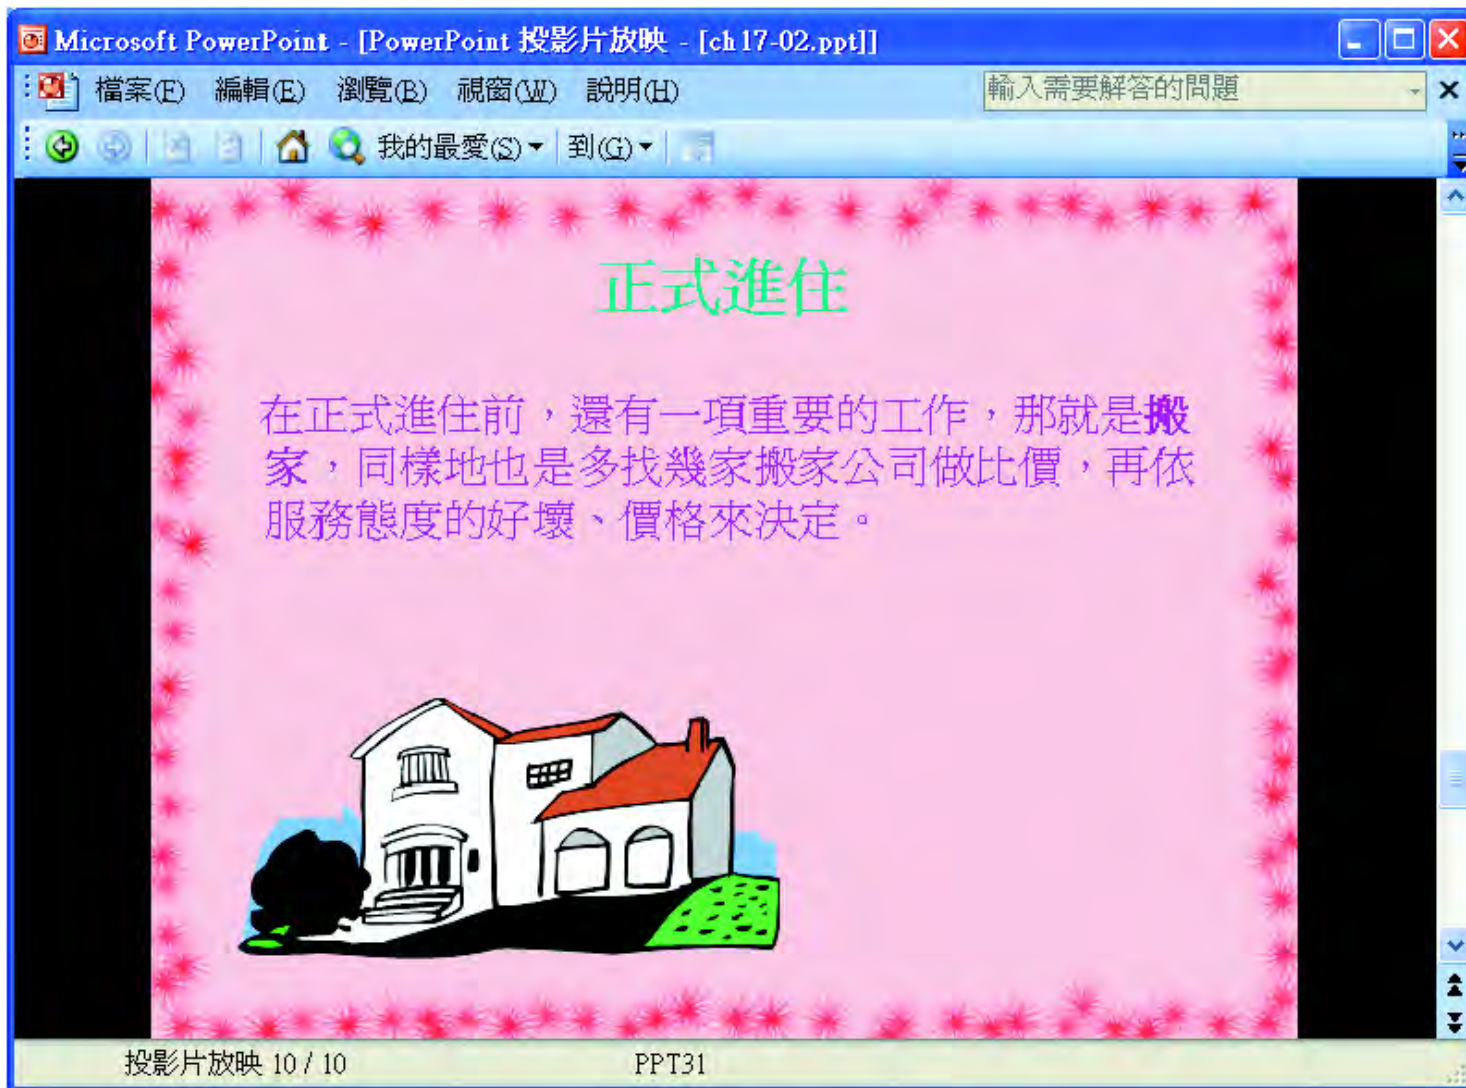 Microsoft PowerPoint - [PowerPoint 投影片放映 - [ch17-02.ppt]]
檔案(F) 編輯(E) 瀏覽(B) 視窗(W) 說明(H) 輸入需要解答的問題
我的最愛(S) 到(G)
正式進住
在正式進住前，還有一項重要的工作，那就是搬
家，同樣地也是多找幾家搬家公司做比價，再依
服務態度的好壞、價格來決定。
投影片放映 10 / 10 PPT31